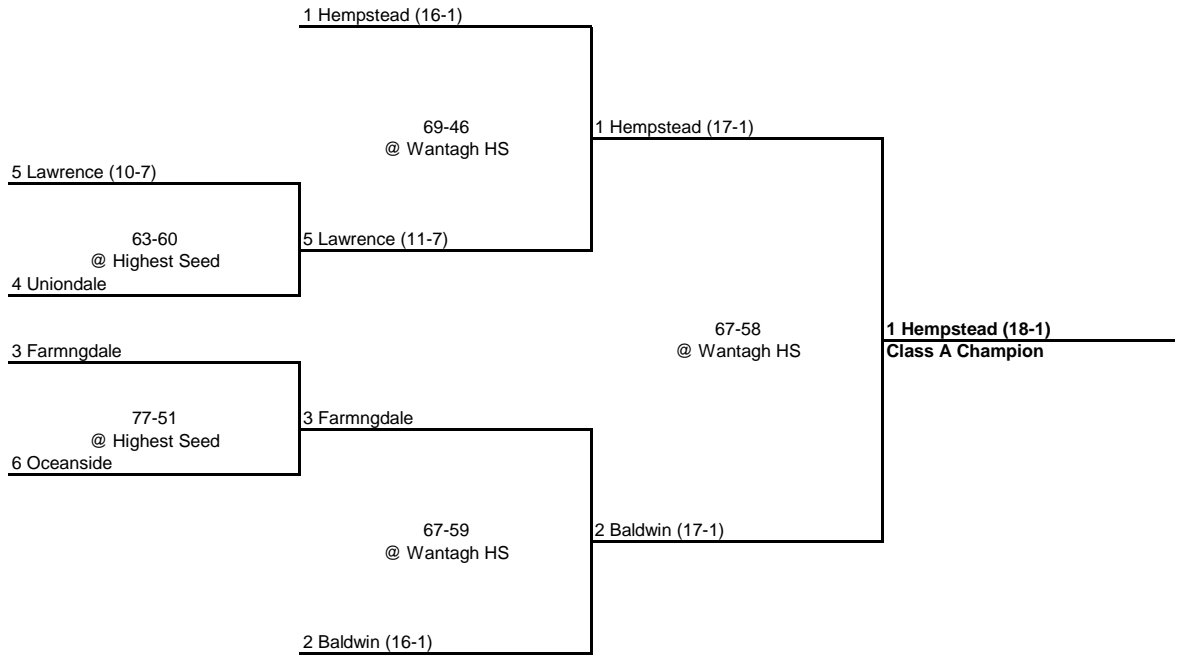 1 Hempstead (16-1)
69-46
@ Wantagh HS
1 Hempstead (17-1)
5 Lawrence (10-7)
63-60
@ Highest Seed
5 Lawrence (11-7)
4 Uniondale
67-58
@ Wantagh HS
1 Hempstead (18-1)
Class A Champion
3 Farmngdale
77-51
@ Highest Seed
3 Farmngdale
6 Oceanside
67-59
@ Wantagh HS
2 Baldwin (17-1)
2 Baldwin (16-1)